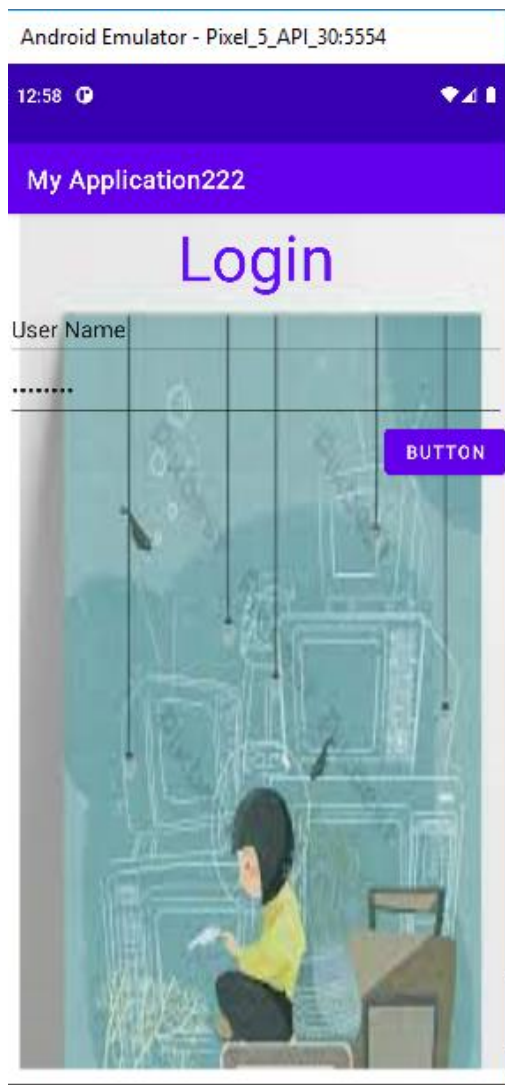 Android Emulator - Pixel_5_API_30:5554
12:58
My Application222
Login
User Name
........
BUTTON